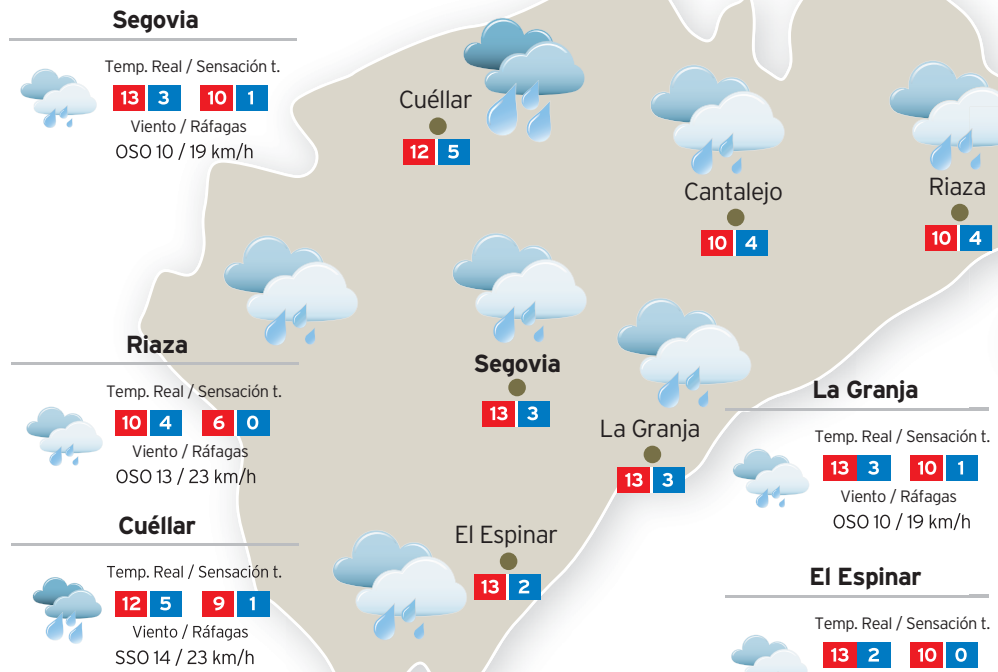 Segovia
Temp. Real / Sensación t.
13 3 10 1
Viento / Ráfagas
OSO 10 / 19 km/h
Cuéllar
12 5
Cantalejo
10 4
Riaza
10 4
Segovia
13 3
La Granja
13 3
El Espinar
13 2
Riaza
Temp. Real / Sensación t.
10 4 6 0
Viento / Ráfagas
OSO 13 / 23 km/h
Cuéllar
Temp. Real / Sensación t.
12 5 9 1
Viento / Ráfagas
SSO 14 / 23 km/h
La Granja
Temp. Real / Sensación t.
13 3 10 1
Viento / Ráfagas
OSO 10 / 19 km/h
El Espinar
Temp. Real / Sensación t.
13 2 10 0